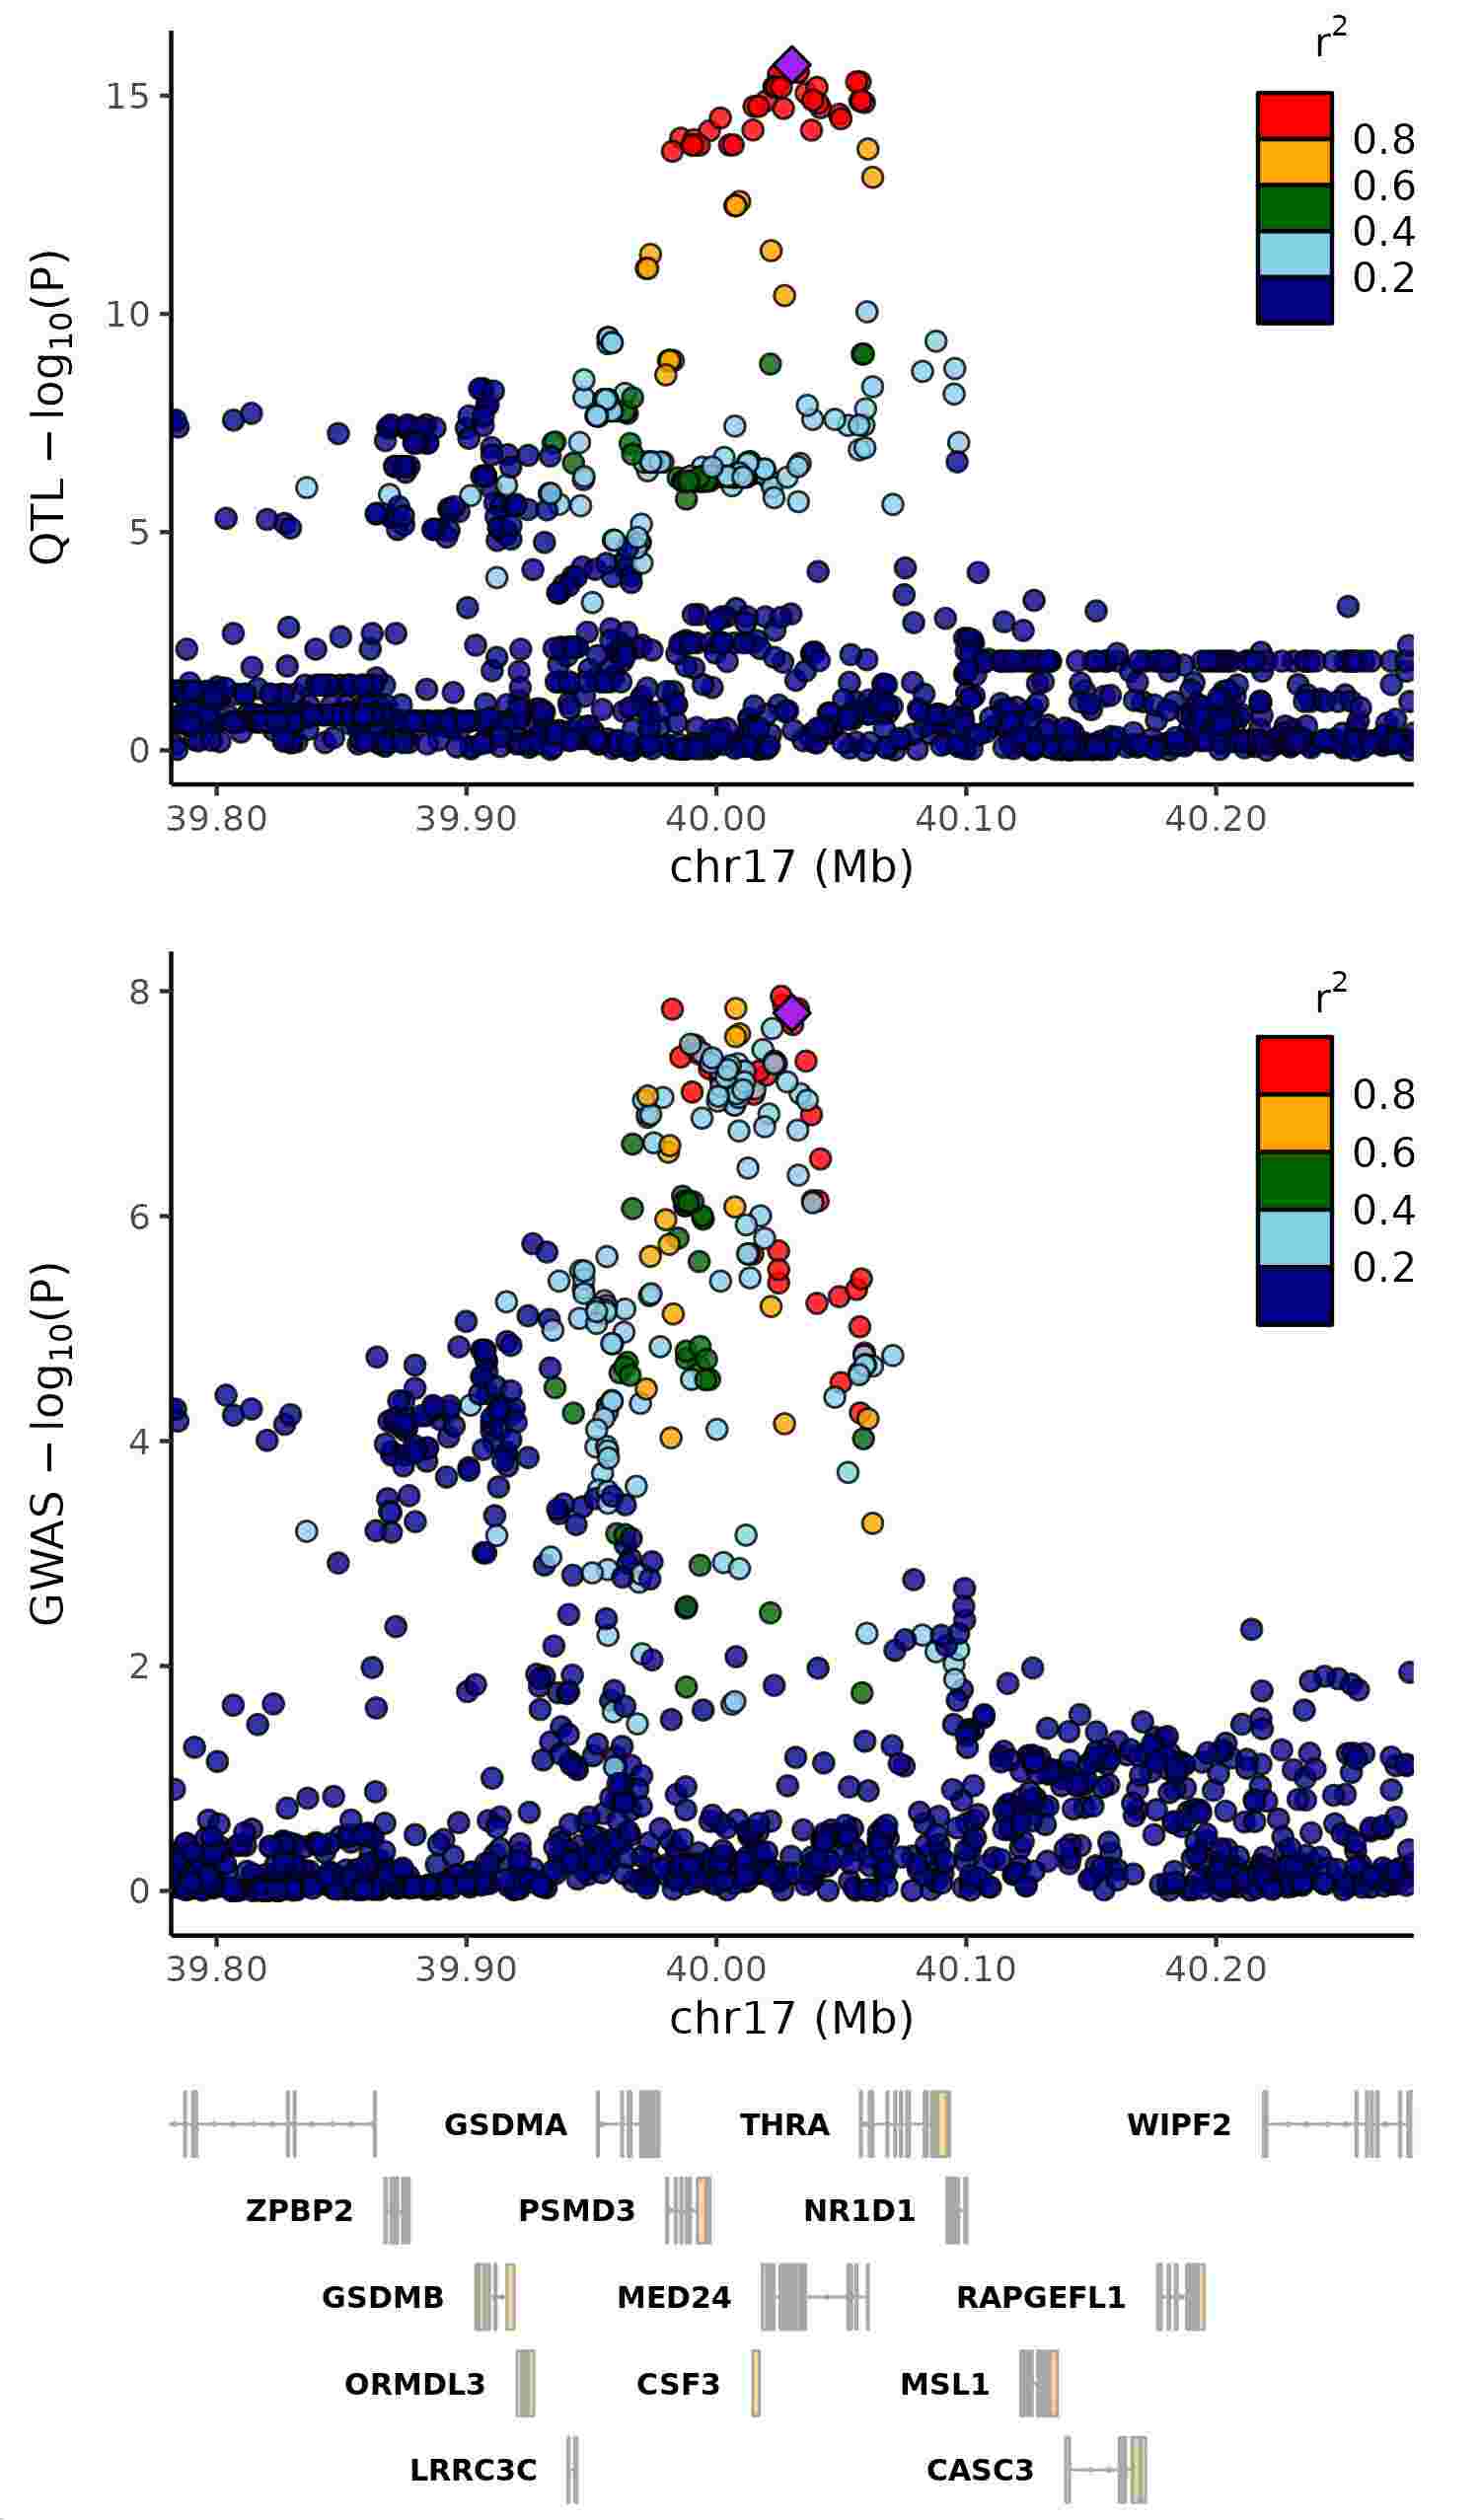 r²
15
10
5
0
QTL − log₁₀(P)
0.8
0.6
0.4
0.2
39.80 39.90 40.00 40.10 40.20
chr17 (Mb)
r²
8
6
4
2
0
GWAS − log₁₀(P)
0.8
0.6
0.4
0.2
39.80 39.90 40.00 40.10 40.20
chr17 (Mb)
GSDMA THRA WIPF2
ZPBP2 PSMD3 NR1D1
GSDMB MED24 RAPGEFL1
ORMDL3 CSF3 MSL1
LRRC3C CASC3